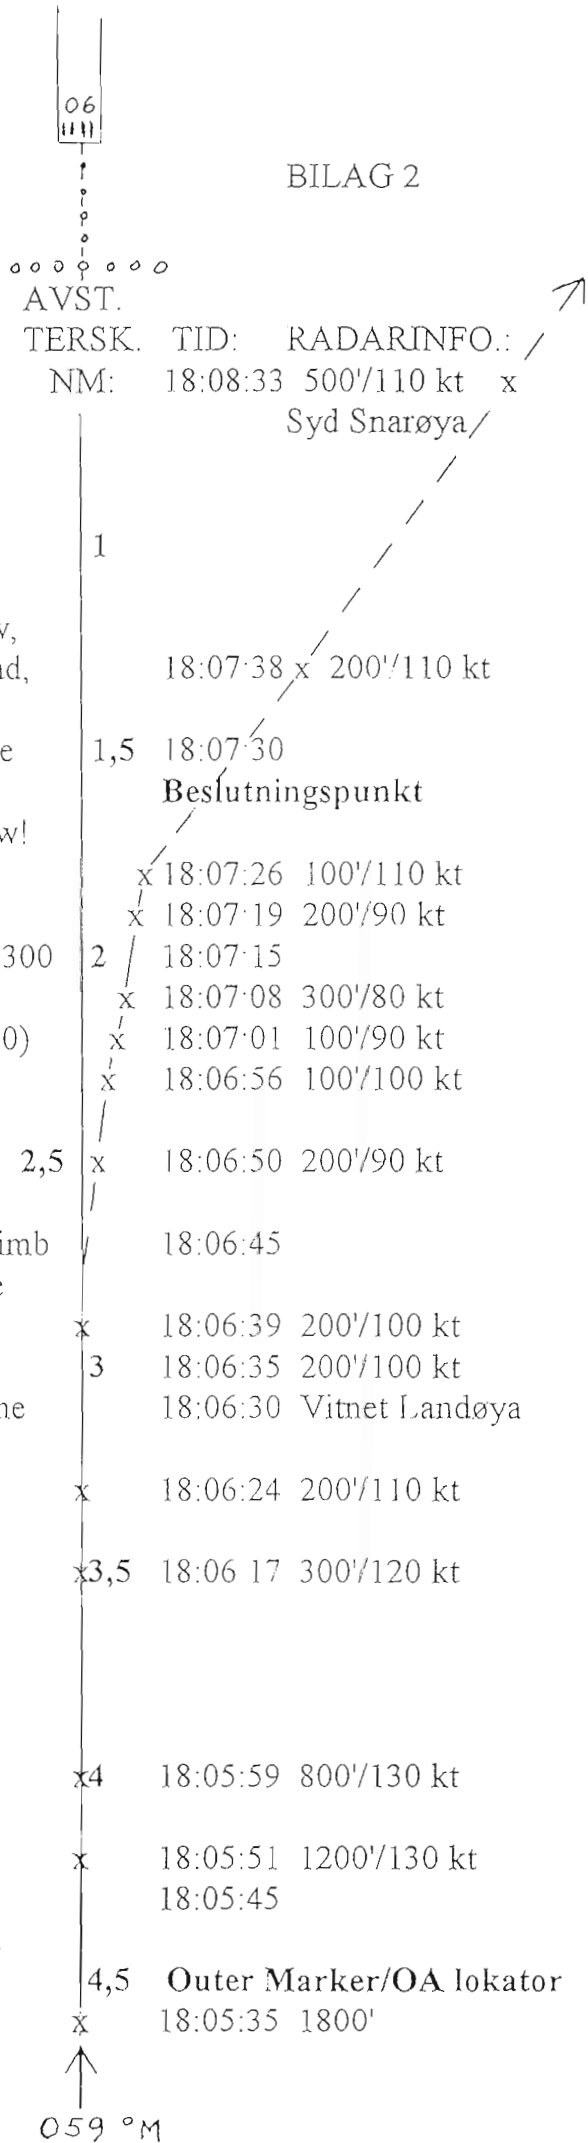 06
BILAG 2
AVST.
TERSK. TID: RADARINFO.:
NM: 18:08:33 500'/110 kt x
Syd Snarøya
1
18:07:38 x 200'/110 kt
1,5 18:07:30
Beslutningspunkt
w!
x 18:07:26 100'/110 kt
x 18:07:19 200'/90 kt
300 2 18:07:15
x 18:07:08 300'/80 kt
0) x 18:07:01 100'/90 kt
x 18:06:56 100'/100 kt
2,5 x 18:06:50 200'/90 kt
imb 18:06:45
x 18:06:39 200'/100 kt
3 18:06:35 200'/100 kt
ne 18:06:30 Vitnet Landøya
x 18:06:24 200'/110 kt
x3,5 18:06 17 300'/120 kt
x4 18:05:59 800'/130 kt
x 18:05:51 1200'/130 kt
18:05:45
4,5 Outer Marker/OA lokator
x 18:05:35 1800'
059 °M